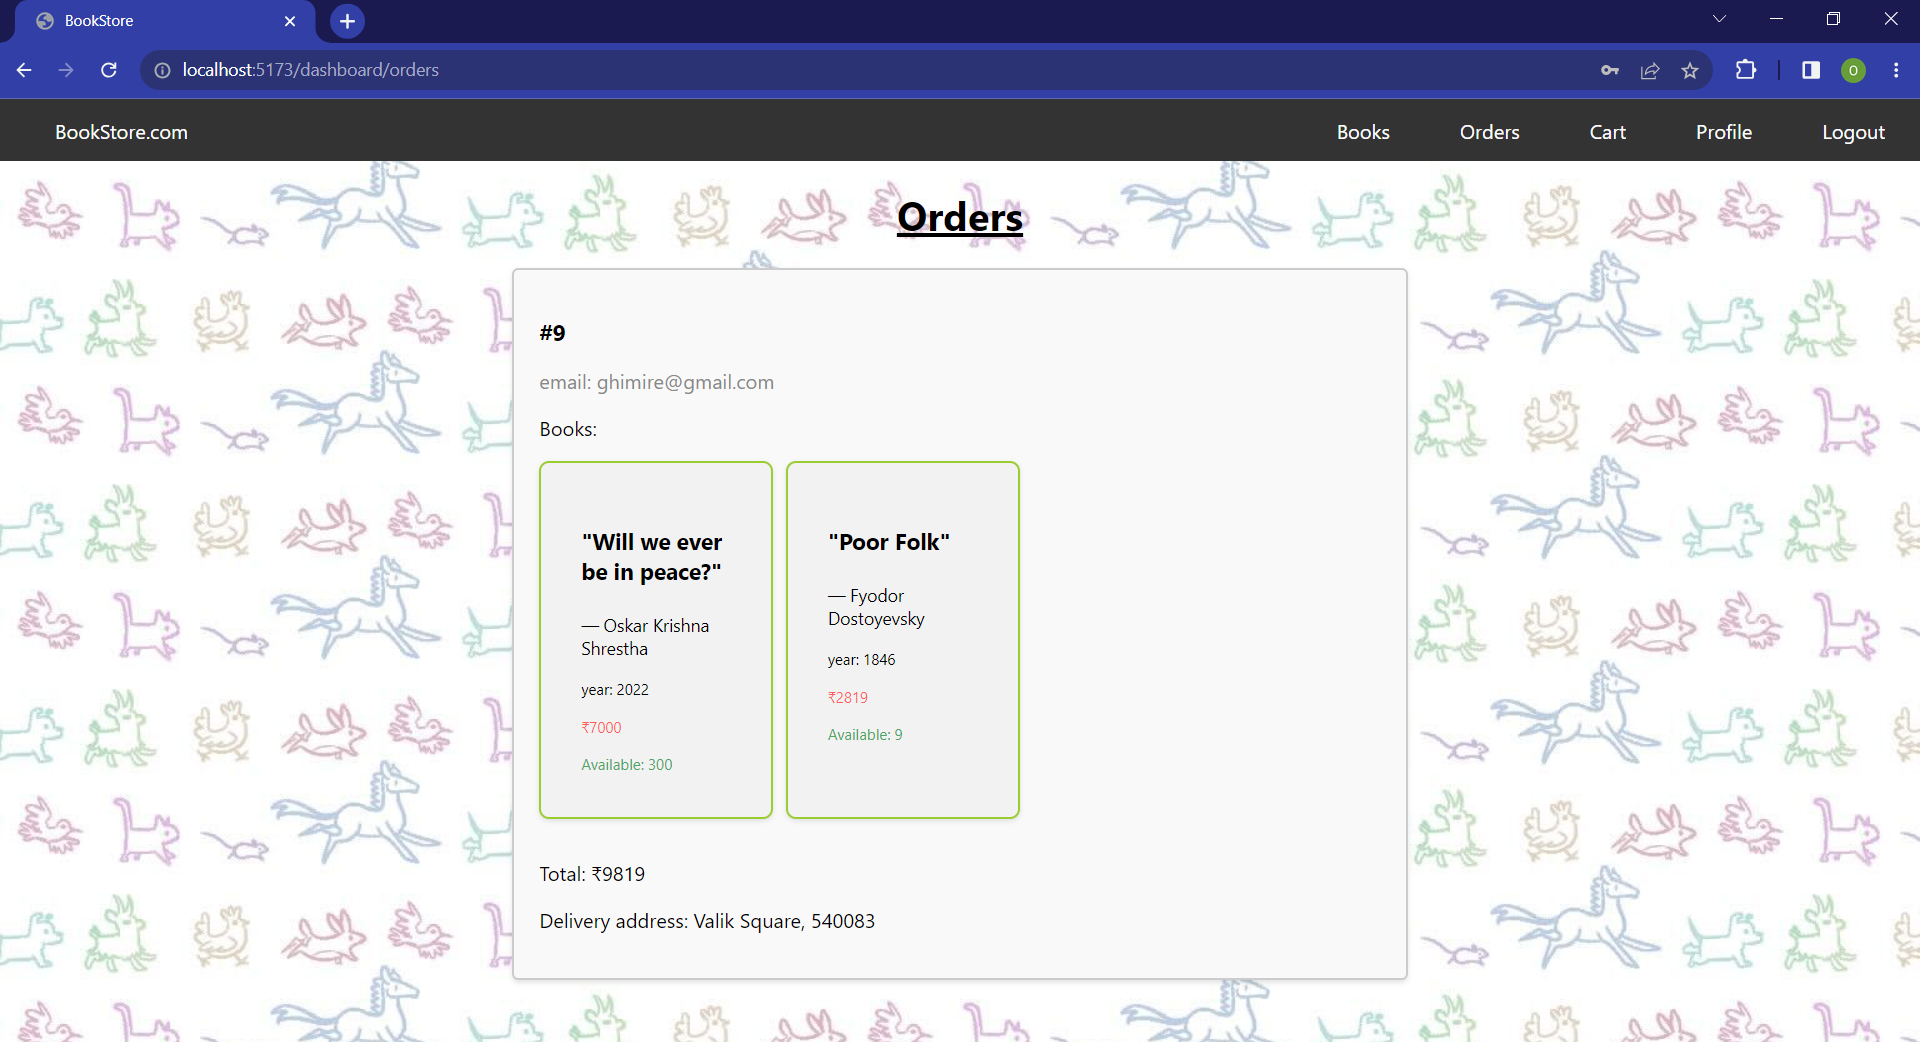 BookStore
localhost:5173/dashboard/orders
O
BookStore.com
Books
Orders
Cart
Profile
Logout
Orders
#9
email: ghimire@gmail.com
Books:
"Will we ever
be in peace?"
— Oskar Krishna
Shrestha
year: 2022
₹7000
Available: 300
"Poor Folk"
— Fyodor
Dostoyevsky
year: 1846
₹2819
Available: 9
Total: ₹9819
Delivery address: Valik Square, 540083